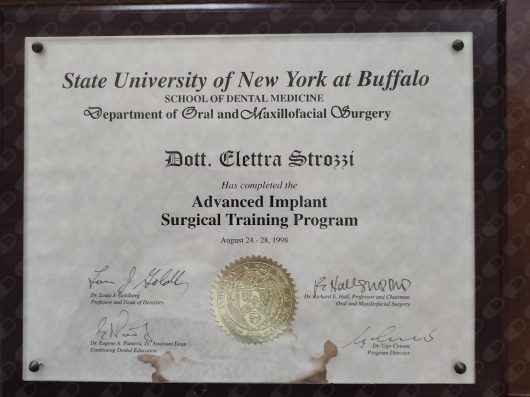 State University of New York at Buffalo
SCHOOL OF DENTAL MEDICINE
Department of Oral and Maxillofacial Surgery
Dott. Elettra Strozzi
Has completed the
Advanced Implant
Surgical Training Program
August 24 - 28, 1998
Dr. Louis J. Goldberg
Professor and Dean of Dentistry
Dr. Richard E. Hall, Professor and Chairman
Oral and Maxillofacial Surgery
Dr. Eugene A. Pantera, Jr., Assistant Dean
Continuing Dental Education
Dr. Ugo Covani
Program Director